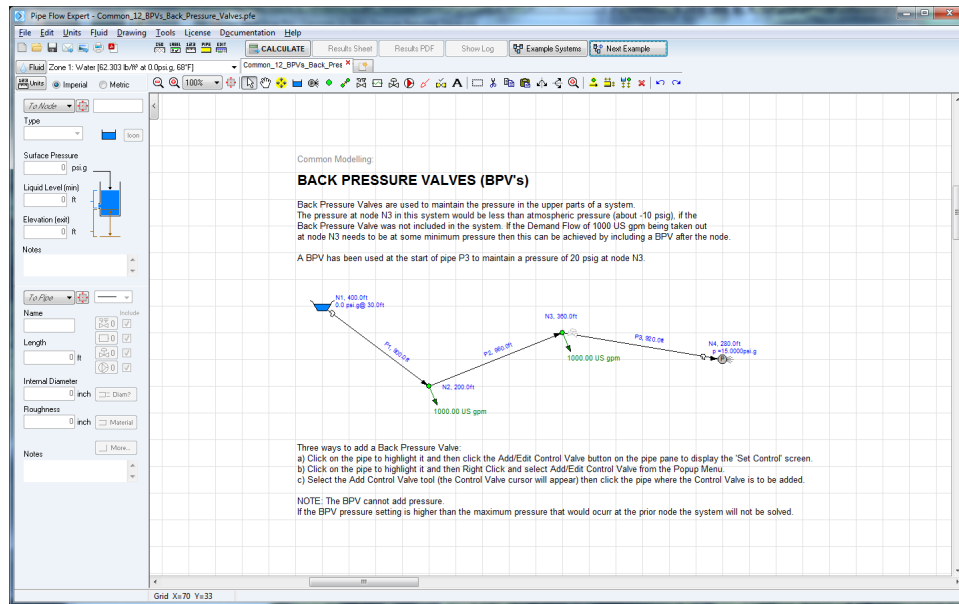 Pipe Flow Expert - Common_12_BPVs_Back_Pressure_Valves.pfe
File Edit Units Fluid Drawing Tools License Documentation Help
CALCULATE Results Sheet Results PDF Show Log Example Systems Next Example
Fluid Zone 1: Water [62.303 lb/ft³ at 0.0psi.g, 68°F] Common_12_BPVs_Back_Pres
Units Imperial Metric 100% A
To Node
Type
Icon
Surface Pressure
0 psi.g
Liquid Level (min)
0 ft
Elevation (exit)
0 ft
Notes
To Pipe
Name Include
0
Length 0
0 ft 0
0
Internal Diameter
0 inch Diam?
Roughness
0 inch Material
More...
Notes
Common Modelling:
BACK PRESSURE VALVES (BPV's)
Back Pressure Valves are used to maintain the pressure in the upper parts of a system.
The pressure at node N3 in this system would be less than atmospheric pressure (about -10 psig), if the
Back Pressure Valve was not included in the system. If the Demand Flow of 1000 US gpm being taken out
at node N3 needs to be at some minimum pressure then this can be achieved by including a BPV after the node.
A BPV has been used at the start of pipe P3 to maintain a pressure of 20 psig at node N3.
N1, 400.0ft
0.0 psi.g@ 30.0ft
N3, 360.0ft
P3, 920.0ft
N4, 280.0ft
p =15.0000psi.g
1000.00 US gpm
N2, 200.0ft
1000.00 US gpm
Three ways to add a Back Pressure Valve:
a) Click on the pipe to highlight it and then click the Add/Edit Control Valve button on the pipe pane to display the 'Set Control' screen.
b) Click on the pipe to highlight it and then Right Click and select Add/Edit Control Valve from the Popup Menu.
c) Select the Add Control Valve tool (the Control Valve cursor will appear) then click the pipe where the Control Valve is to be added.
NOTE: The BPV cannot add pressure.
If the BPV pressure setting is higher than the maximum pressure that would ocurr at the prior node the system will not be solved.
Grid X=70 Y=33